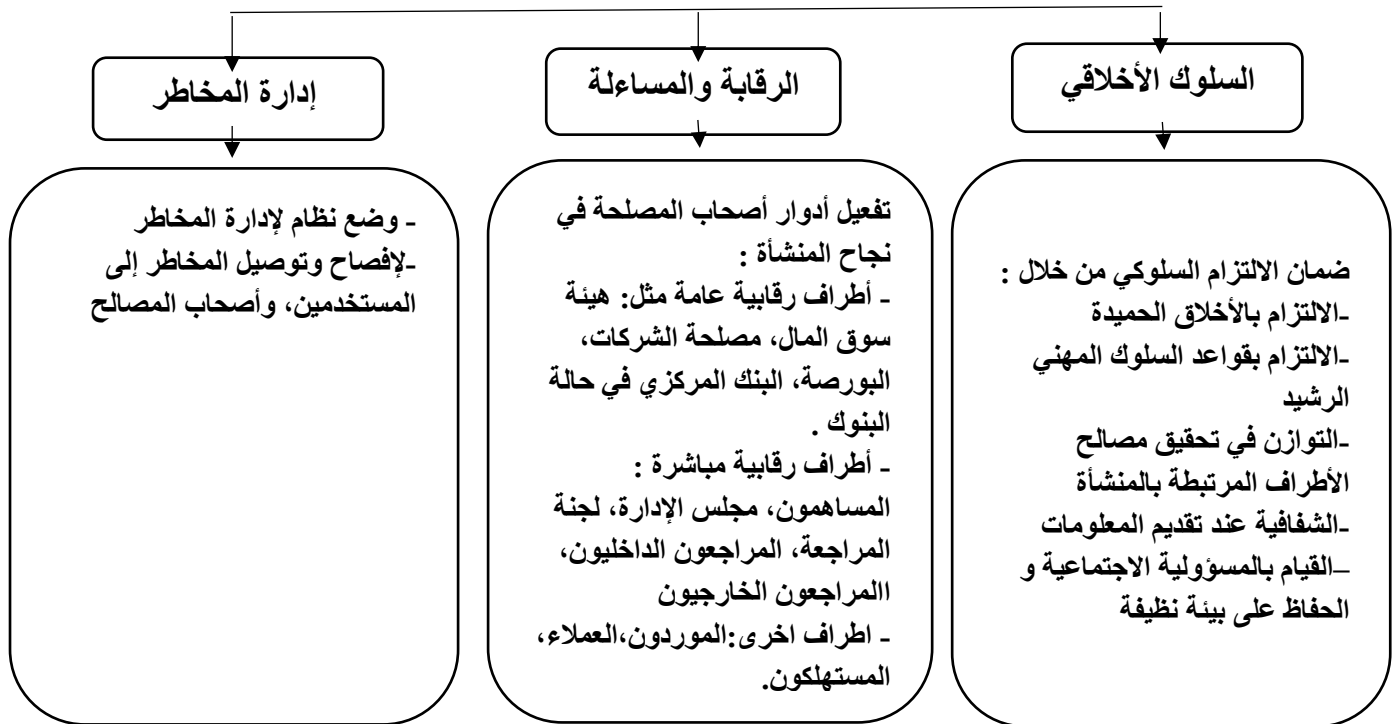 السلوك الأخلاقي
ضمان الالتزام السلوكي من خلال :
-الالتزام بالأخلاق الحميدة
-الالتزام بقواعد السلوك المهني
الرشيد
-التوازن في تحقيق مصالح
الأطراف المرتبطة بالمنشأة
-الشفافية عند تقديم المعلومات
–القيام بالمسؤولية الاجتماعية و
الحفاظ على بيئة نظيفة
الرقابة والمساءلة
تفعيل أدوار أصحاب المصلحة في
نجاح المنشأة :
- أطراف رقابية عامة مثل: هيئة
سوق المال، مصلحة الشركات،
البورصة، البنك المركزي في حالة
البنوك .
- أطراف رقابية مباشرة :
المساهمون، مجلس الإدارة، لجنة
المراجعة، المراجعون الداخليون،
االمراجعون الخارجيون
- اطراف اخرى:الموردون،العملاء،
المستهلكون.
إدارة المخاطر
- وضع نظام لإدارة المخاطر
-لإفصاح وتوصيل المخاطر إلى
المستخدمين، وأصحاب المصالح